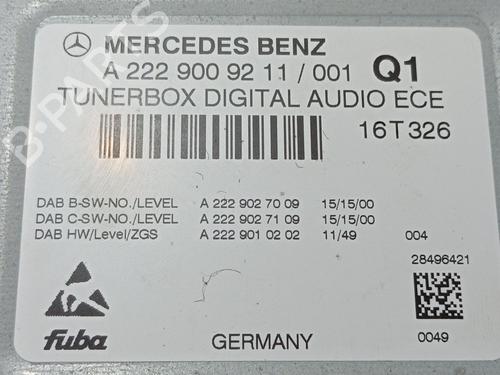 MERCEDES BENZ
A 222 900 92 11 / 001 Q1
TUNERBOX DIGITAL AUDIO ECE
16T326
DAB B-SW-NO./LEVEL A 222 902 70 09 15/15/00
DAB C-SW-NO./LEVEL A 222 902 71 09 15/15/00
DAB HW/Level/ZGS A 222 901 02 02 11/49 004
28496421
fuba GERMANY 0049
B-PARTS